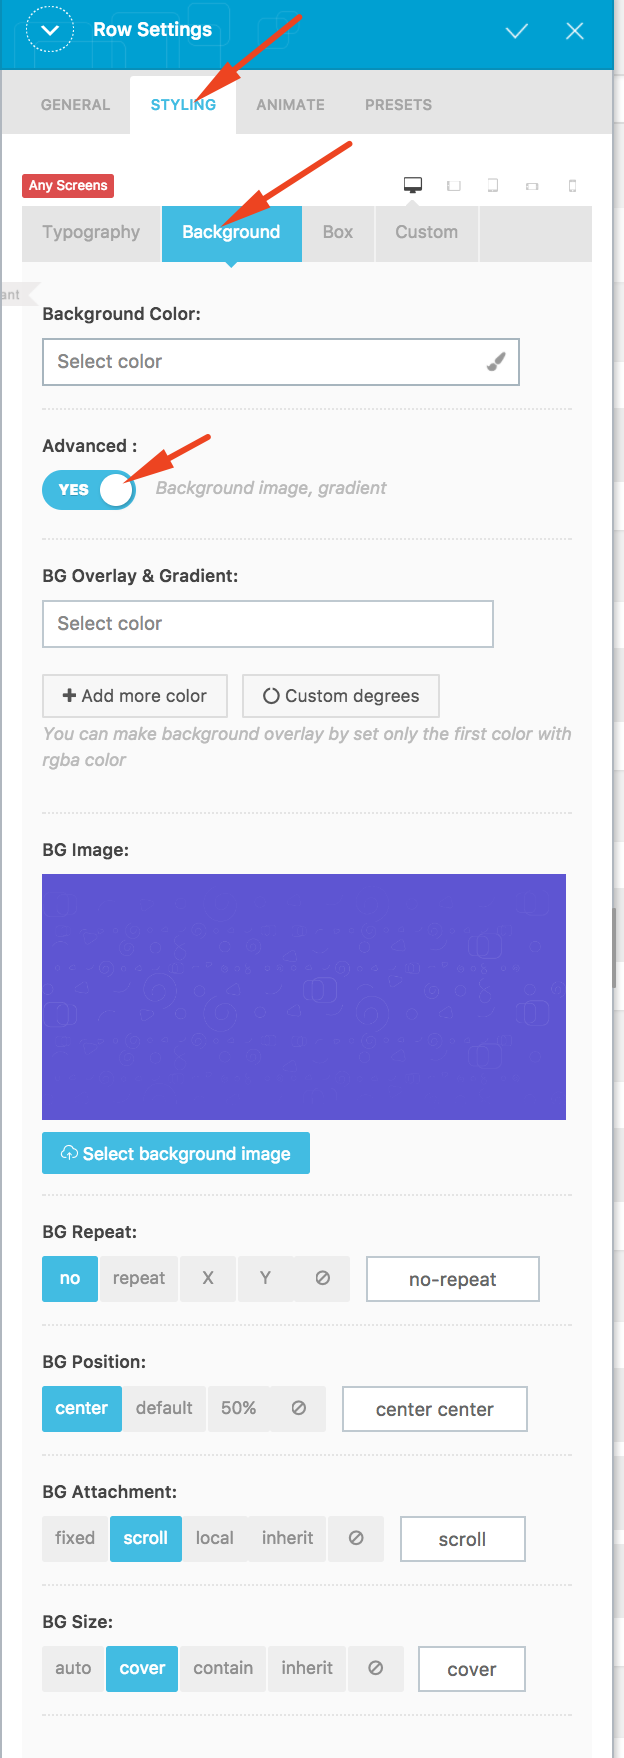 Row Settings
GENERAL STYLING ANIMATE PRESETS
Any Screens
Typography Background Box Custom
ant
Background Color:
Select color
Advanced :
YES Background image, gradient
BG Overlay & Gradient:
Select color
Add more color Custom degrees
You can make background overlay by set only the first color with
rgba color
BG Image:
Select background image
BG Repeat:
no repeat X Y no-repeat
BG Position:
center default 50% center center
BG Attachment:
fixed scroll local inherit scroll
BG Size:
auto cover contain inherit cover